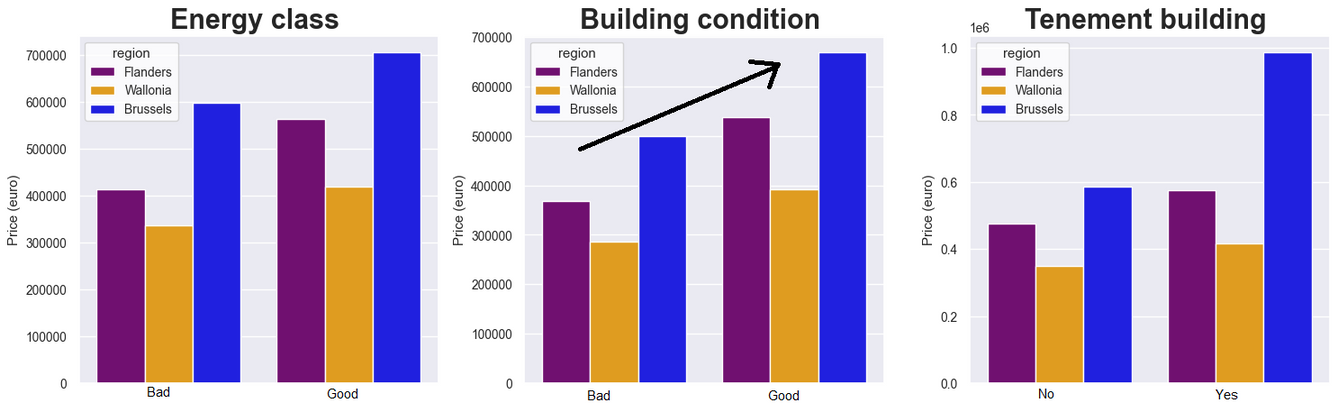 Energy class
700000
600000
500000
400000
300000
200000
100000
0
Price (euro)
region
Flanders
Wallonia
Brussels
Bad
Good
Building condition
700000
600000
500000
400000
300000
200000
100000
0
Price (euro)
region
Flanders
Wallonia
Brussels
Bad
Good
Tenement building
1e6
1.0
0.8
0.6
0.4
0.2
0.0
Price (euro)
region
Flanders
Wallonia
Brussels
No
Yes